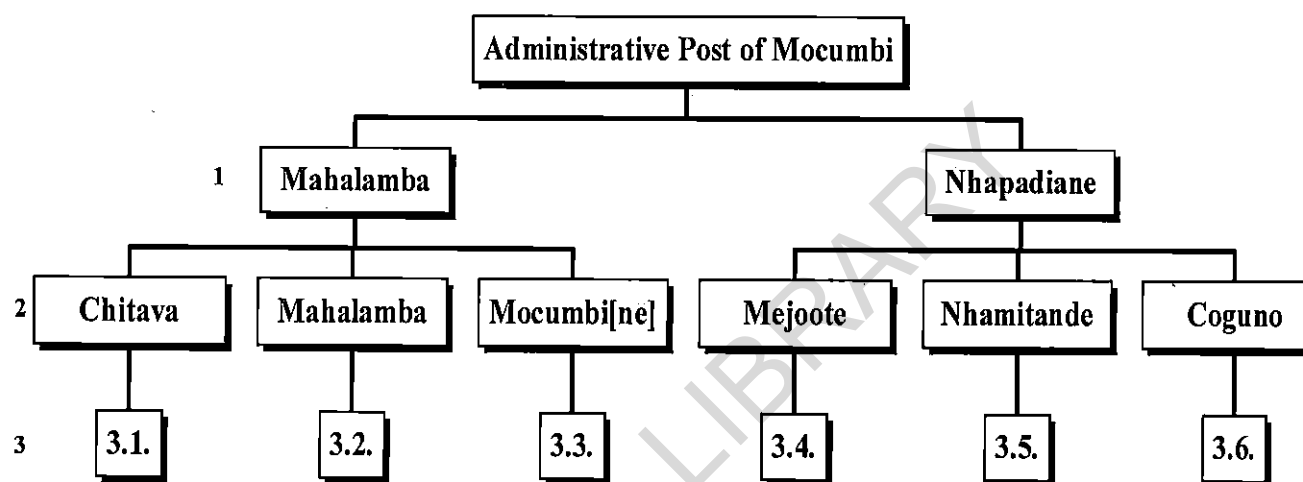 Administrative Post of Mocumbi
1 Mahalamba Nhapadiane
2 Chitava Mahalamba Mocumbi[ne] Mejoote Nhamitande Coguno
3 3.1. 3.2. 3.3. 3.4. 3.5. 3.6.
LIBRARY